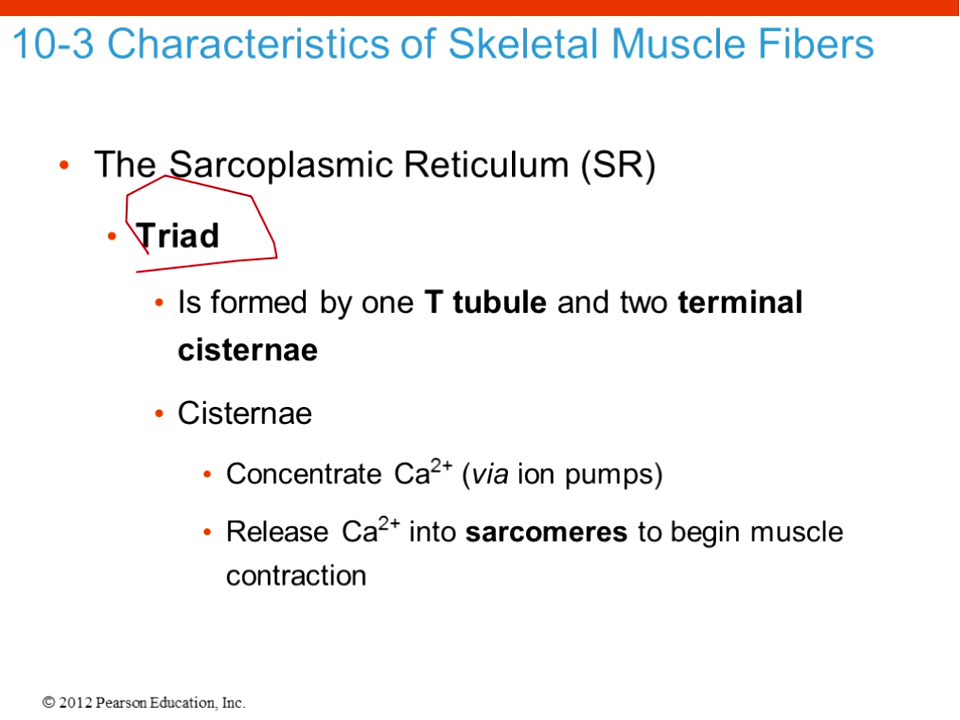 10-3 Characteristics of Skeletal Muscle Fibers
• The Sarcoplasmic Reticulum (SR)
• Triad
• Is formed by one T tubule and two terminal
cisternae
• Cisternae
• Concentrate Ca²⁺ (via ion pumps)
• Release Ca²⁺ into sarcomeres to begin muscle
contraction
© 2012 Pearson Education, Inc.